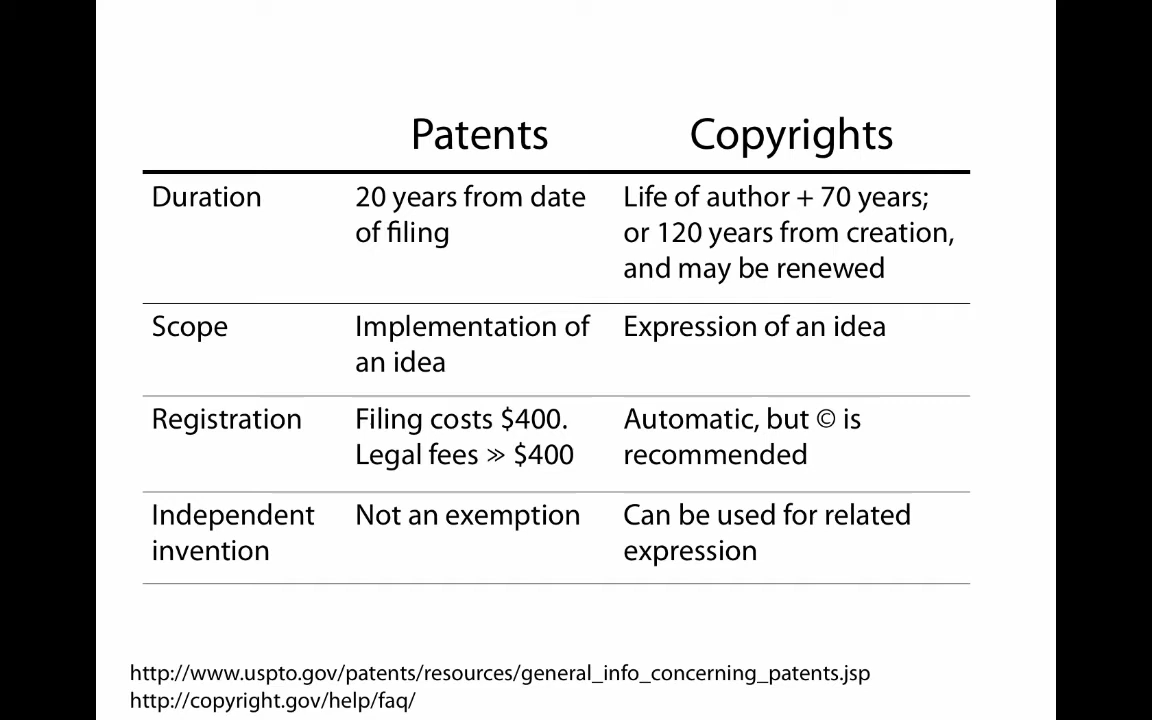 Patents Copyrights
Duration 20 years from date Life of author + 70 years;
of filing or 120 years from creation,
and may be renewed
Scope Implementation of Expression of an idea
an idea
Registration Filing costs $400. Automatic, but © is
Legal fees ≫ $400 recommended
Independent Not an exemption Can be used for related
invention expression
http://www.uspto.gov/patents/resources/general_info_concerning_patents.jsp
http://copyright.gov/help/faq/